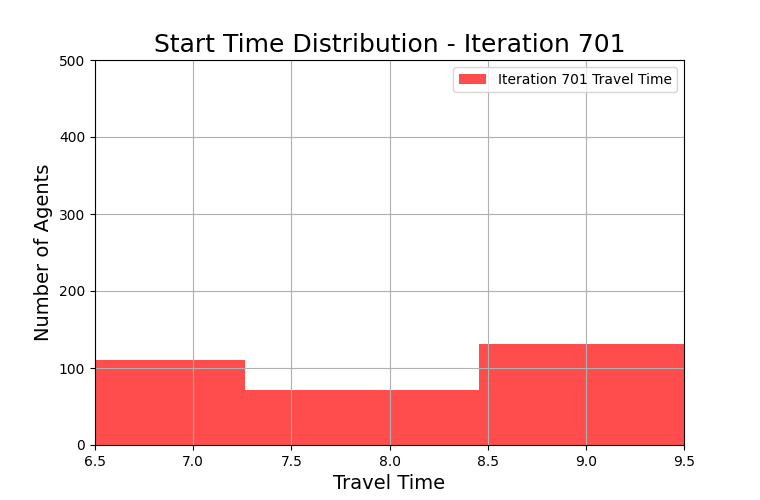 Start Time Distribution - Iteration 701
Iteration 701 Travel Time
Number of Agents
500
400
300
200
100
0
6.5 7.0 7.5 8.0 8.5 9.0 9.5
Travel Time